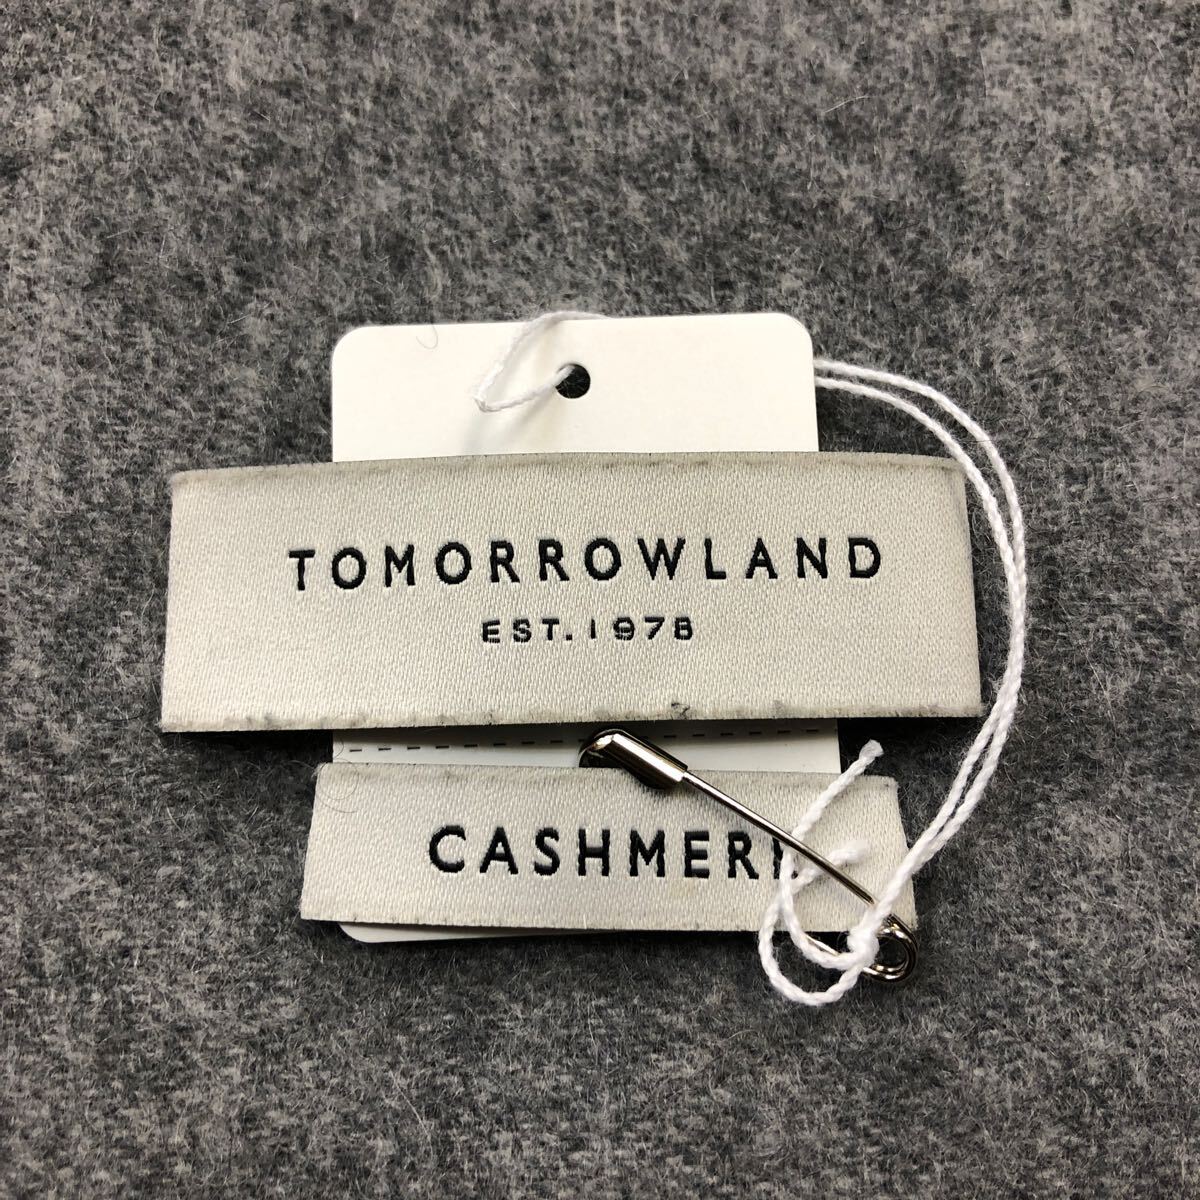 TOMORROWLAND
EST. 1978
CASHMERE